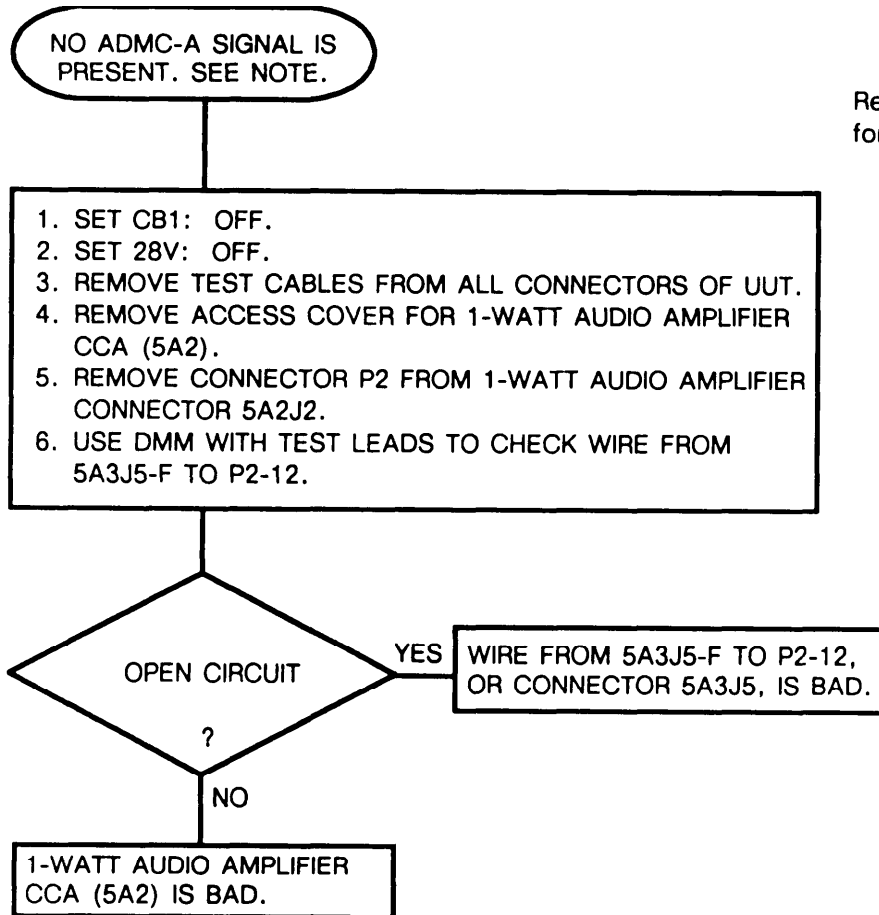 NO ADMC-A SIGNAL IS
PRESENT. SEE NOTE.
Re
for
1. SET CB1: OFF.
2. SET 28V: OFF.
3. REMOVE TEST CABLES FROM ALL CONNECTORS OF UUT.
4. REMOVE ACCESS COVER FOR 1-WATT AUDIO AMPLIFIER
CCA (5A2).
5. REMOVE CONNECTOR P2 FROM 1-WATT AUDIO AMPLIFIER
CONNECTOR 5A2J2.
6. USE DMM WITH TEST LEADS TO CHECK WIRE FROM
5A3J5-F TO P2-12.
OPEN CIRCUIT
?
YES
WIRE FROM 5A3J5-F TO P2-12,
OR CONNECTOR 5A3J5, IS BAD.
NO
1-WATT AUDIO AMPLIFIER
CCA (5A2) IS BAD.